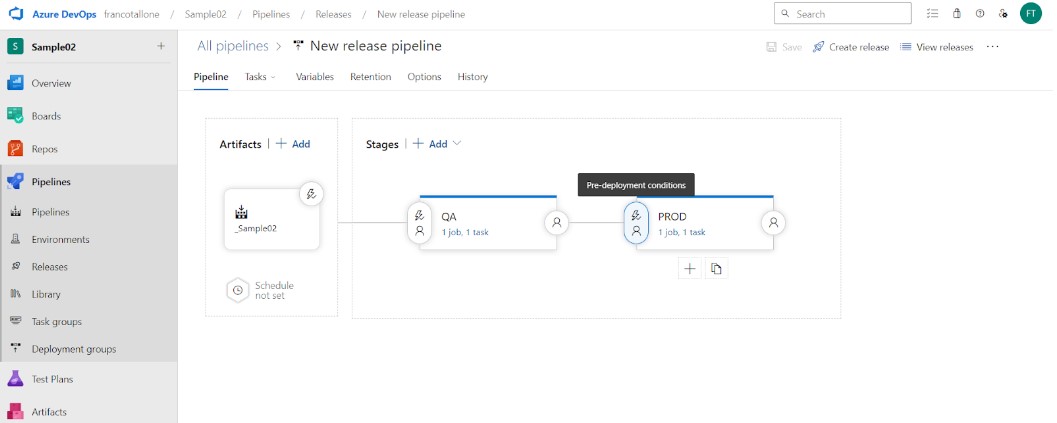 Azure DevOps francotallone / Sample02 / Pipelines / Releases / New release pipeline
Search
FT
S Sample02 +
Overview
Boards
Repos
Pipelines
Pipelines
Environments
Releases
Library
Task groups
Deployment groups
Test Plans
Artifacts
All pipelines > New release pipeline
Save Create release View releases ...
Pipeline Tasks Variables Retention Options History
Artifacts | + Add
_Sample02
Schedule
not set
Stages | + Add
Pre-deployment conditions
QA
1 job, 1 task
PROD
1 job, 1 task